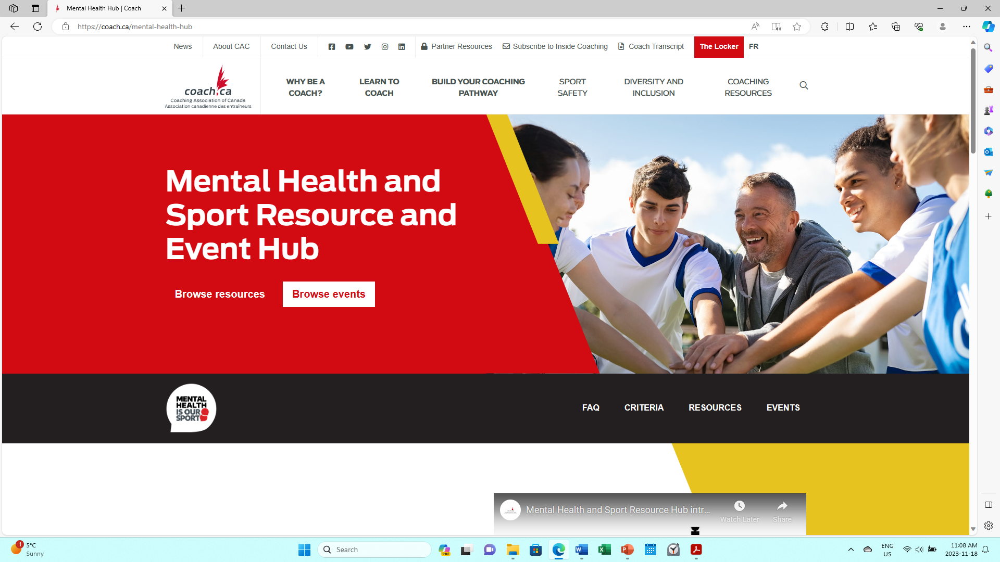 Mental Health Hub | Coach
https://coach.ca/mental-health-hub
News
About CAC
Contact Us
Partner Resources
Subscribe to Inside Coaching
Coach Transcript
The Locker
FR
coach.ca
Coaching Association of Canada
Association canadienne des entraîneurs
WHY BE A
COACH?
LEARN TO
COACH
BUILD YOUR COACHING
PATHWAY
SPORT
SAFETY
DIVERSITY AND
INCLUSION
COACHING
RESOURCES
Mental Health and
Sport Resource and
Event Hub
Browse resources
Browse events
MENTAL
HEALTH
IS OUR
SPORT
FAQ
CRITERIA
RESOURCES
EVENTS
Mental Health and Sport Resource Hub intr...
Watch Later
Share
1
5°C
Sunny
Search
PRE
ENG
US
11:08 AM
2023-11-18